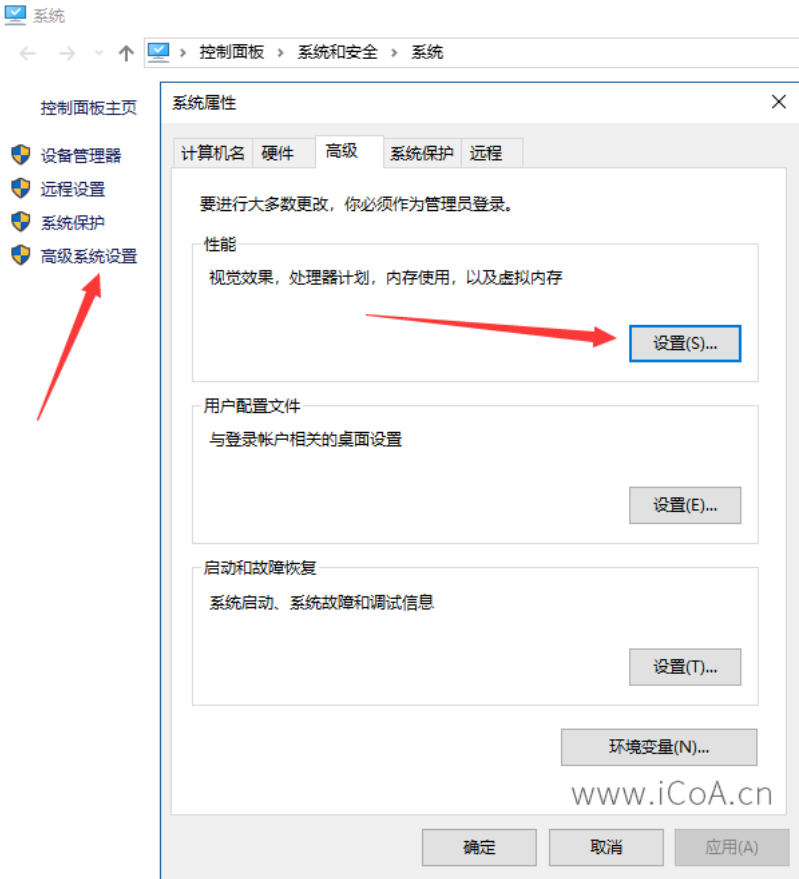 系统
控制面板 › 系统和安全 › 系统
控制面板主页
设备管理器
远程设置
系统保护
高级系统设置
系统属性
计算机名 硬件 高级 系统保护 远程
要进行大多数更改，你必须作为管理员登录。
性能
视觉效果，处理器计划，内存使用，以及虚拟内存
设置(S)...
用户配置文件
与登录帐户相关的桌面设置
设置(E)...
启动和故障恢复
系统启动、系统故障和调试信息
设置(T)...
环境变量(N)...
www.iCoA.cn
确定 取消 应用(A)